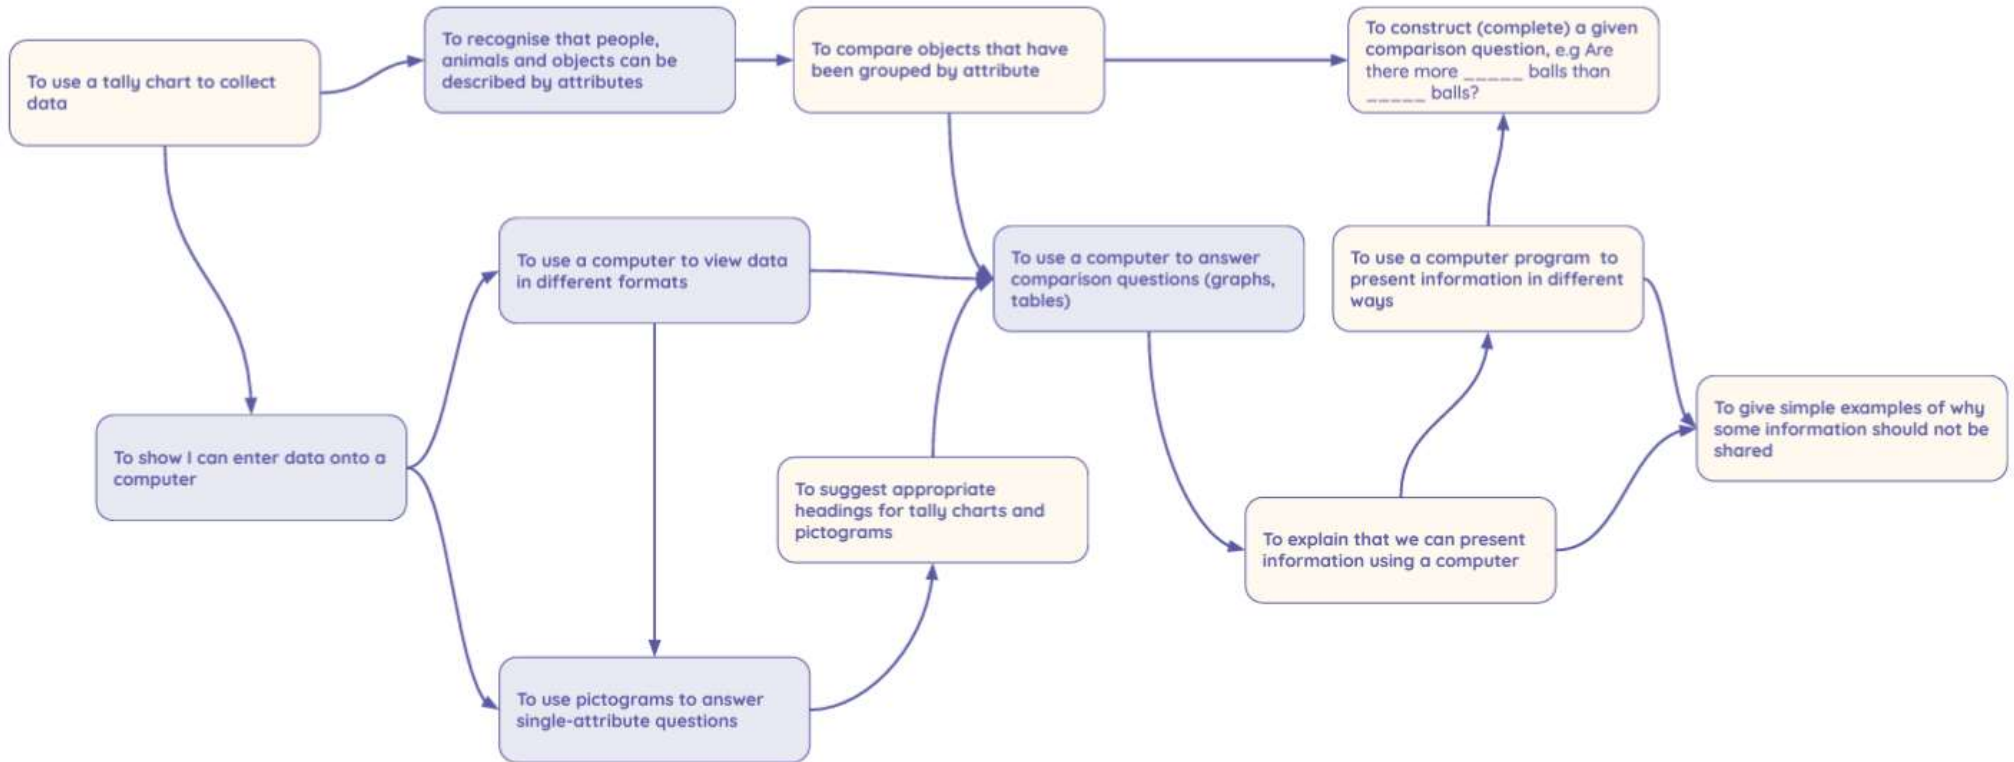 To use a tally chart to collect
data
To recognise that people,
animals and objects can be
described by attributes
To compare objects that have
been grouped by attribute
To construct (complete) a given
comparison question, e.g Are
there more _____ balls than
_____ balls?
To use a computer to view data
in different formats
To use a computer to answer
comparison questions (graphs,
tables)
To use a computer program to
present information in different
ways
To give simple examples of why
some information should not be
shared
To show I can enter data onto a
computer
To suggest appropriate
headings for tally charts and
pictograms
To explain that we can present
information using a computer
To use pictograms to answer
single-attribute questions